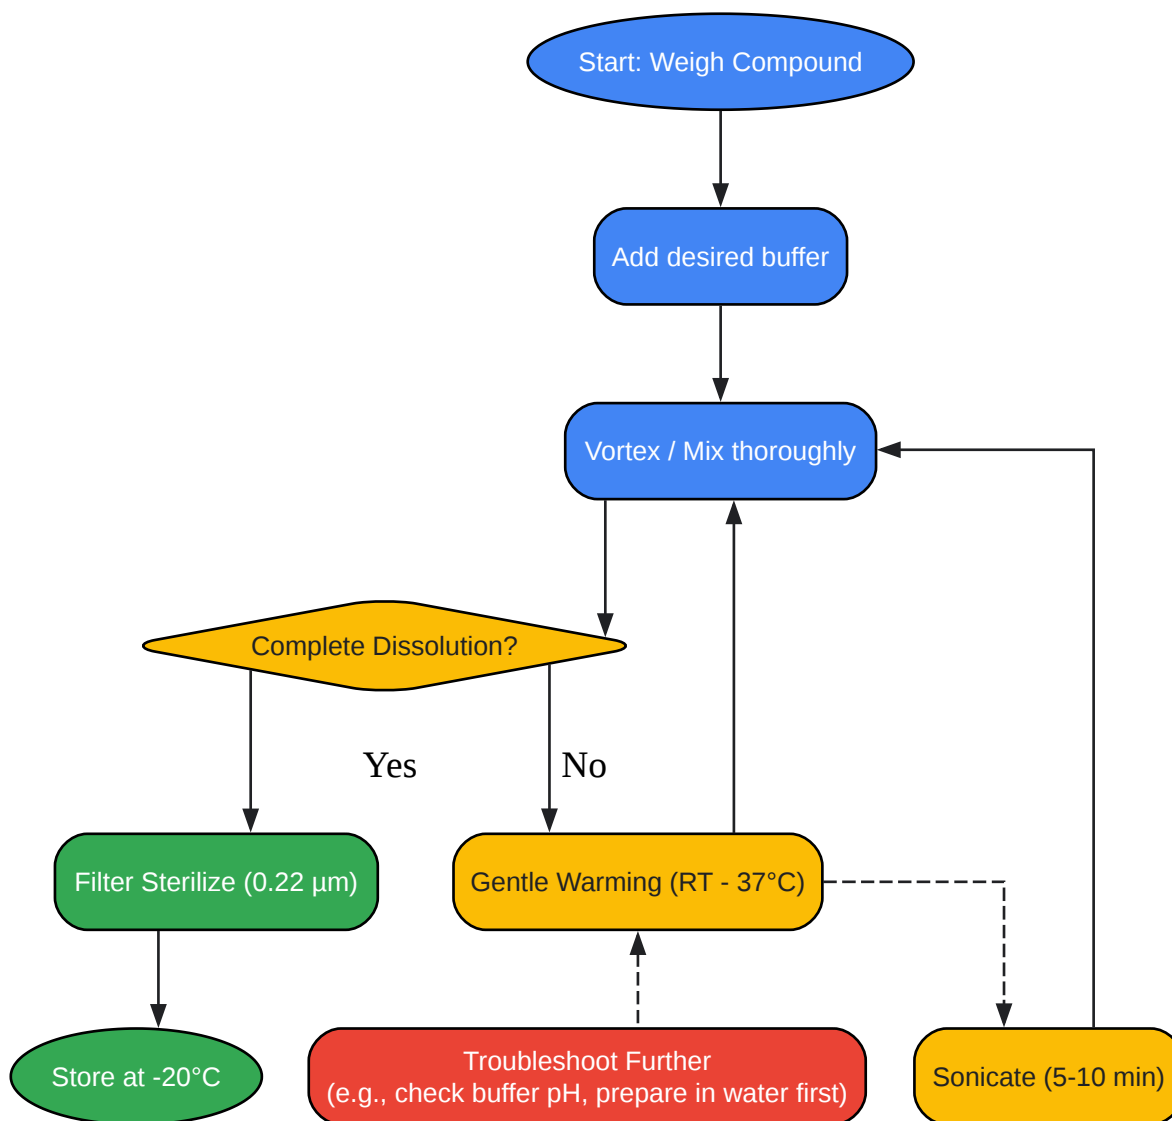 Start: Weigh Compound
Add desired buffer
Vortex / Mix thoroughly
Complete Dissolution?
Yes
No
Filter Sterilize (0.22 µm)
Gentle Warming (RT - 37°C)
Store at -20°C
Troubleshoot Further
(e.g., check buffer pH, prepare in water first)
Sonicate (5-10 min)